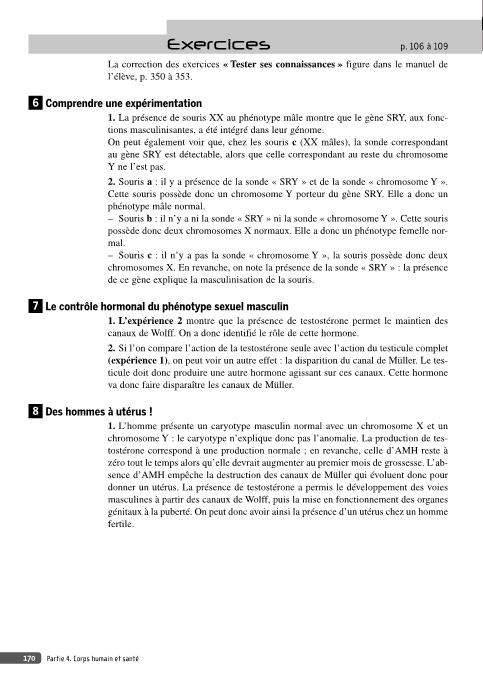 Exercices
p. 106 à 109
La correction des exercices « Tester ses connaissances » figure dans le manuel de
l'élève, p. 350 à 353.
6 Comprendre une expérimentation
1. La présence de souris XX au phénotype mâle montre que le gène SRY, aux fonc-
tions masculinisantes, a été intégré dans leur génome.
On peut également voir que, chez les souris c (XX mâles), la sonde correspondant
au gène SRY est détectable, alors que celle correspondant au reste du chromosome
Y ne l'est pas.
2. Souris a : il y a présence de la sonde « SRY » et de la sonde « chromosome Y ».
Cette souris possède donc un chromosome Y porteur du gène SRY. Elle a donc un
phénotype mâle normal.
– Souris b : il n'y a ni la sonde « SRY » ni la sonde « chromosome Y ». Cette souris
possède donc deux chromosomes X normaux. Elle a donc un phénotype femelle nor-
mal.
– Souris c : il n'y a pas la sonde « chromosome Y », la souris possède donc deux
chromosomes X. En revanche, on note la présence de la sonde « SRY » : la présence
de ce gène explique la masculinisation de la souris.
7 Le contrôle hormonal du phénotype sexuel masculin
1. L'expérience 2 montre que la présence de testostérone permet le maintien des
canaux de Wolff. On a donc identifié le rôle de cette hormone.
2. Si l'on compare l'action de la testostérone seule avec l'action du testicule complet
(expérience 1), on peut voir un autre effet : la disparition du canal de Müller. Le tes-
ticule doit donc produire une autre hormone agissant sur ces canaux. Cette hormone
va donc faire disparaître les canaux de Müller.
8 Des hommes à utérus !
1. L'homme présente un caryotype masculin normal avec un chromosome X et un
chromosome Y : le caryotype n'explique donc pas l'anomalie. La production de tes-
tostérone correspond à une production normale ; en revanche, celle d'AMH reste à
zéro tout le temps alors qu'elle devrait augmenter au premier mois de grossesse. L'ab-
sence d'AMH empêche la destruction des canaux de Müller qui évoluent donc pour
donner un utérus. La présence de testostérone a permis le développement des voies
masculines à partir des canaux de Wolff, puis la mise en fonctionnement des organes
génitaux à la puberté. On peut donc avoir ainsi la présence d'un utérus chez un homme
fertile.
170 Partie 4. Corps humain et santé